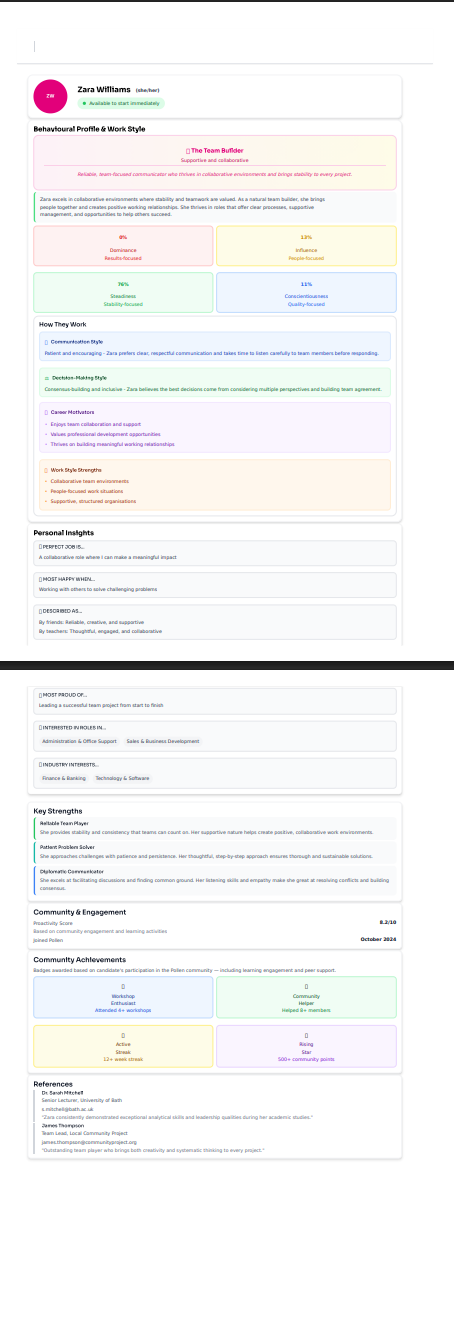 ZW
Zara Williams (she/her)
Available to start immediately
Behavioural Profile & Work Style
The Team Builder
Supportive and collaborative
Reliable, team-focused communicator who thrives in collaborative environments and brings stability to every project.
Zara excels in collaborative environments where stability and teamwork are valued. As a natural team builder, she brings
people together and creates positive working relationships. She thrives in roles that offer clear processes, supportive
management, and opportunities to help others succeed.
Dominance
Results-focused
13%
Influence
People-focused
76%
Steadiness
Stability-focused
11%
Conscientiousness
Quality-focused
How They Work
Communication Style
Patient and encouraging - Zara prefers clear, respectful communication and takes time to listen carefully to team members before responding.
Decision-Making Style
Consensus-building and inclusive - Zara believes the best decisions come from considering multiple perspectives and building team agreement.
Career Motivators
• Enjoys team collaboration and support
• Values professional development opportunities
• Thrives on building meaningful working relationships
Work Style Strengths
• Collaborative team environments
• People-focused work situations
• Supportive, structured organisations
Personal Insights
PERFECT JOB IS...
A collaborative role where I can make a meaningful impact
MOST HAPPY WHEN...
Working with others to solve challenging problems
DESCRIBED AS...
By friends: Reliable, creative, and supportive
By teachers: Thoughtful, engaged, and collaborative
MOST PROUD OF...
Leading a successful team project from start to finish
INTERESTED IN ROLES IN...
Administration & Office Support Sales & Business Development
INDUSTRY INTERESTS...
Finance & Banking Technology & Software
Key Strengths
Reliable Team Player
She provides stability and consistency that teams can count on. Her supportive nature helps create positive, collaborative work environments.
Patient Problem Solver
She approaches challenges with patience and persistence. Her thoughtful, step-by-step approach ensures thorough and sustainable solutions.
Diplomatic Communicator
She excels at facilitating discussions and finding common ground. Her listening skills and empathy make she great at resolving conflicts and building
consensus.
Community & Engagement
Proactivity Score 8.2/10
Based on community engagement and learning activities
Joined Pollen October 2024
Community Achievements
Badges awarded based on candidate's participation in the Pollen community — including learning engagement and peer support.
Workshop
Enthusiast
Attended 4+ workshops
Community
Helper
Helped 8+ members
Active
Streak
12+ week streak
Rising
Star
500+ community points
References
Dr. Sarah Mitchell
Senior Lecturer, University of Bath
s.mitchell@bath.ac.uk
"Zara consistently demonstrated exceptional analytical skills and leadership qualities during her academic studies."
James Thompson
Team Lead, Local Community Project
james.thompson@communityproject.org
"Outstanding team player who brings both creativity and systematic thinking to every project."